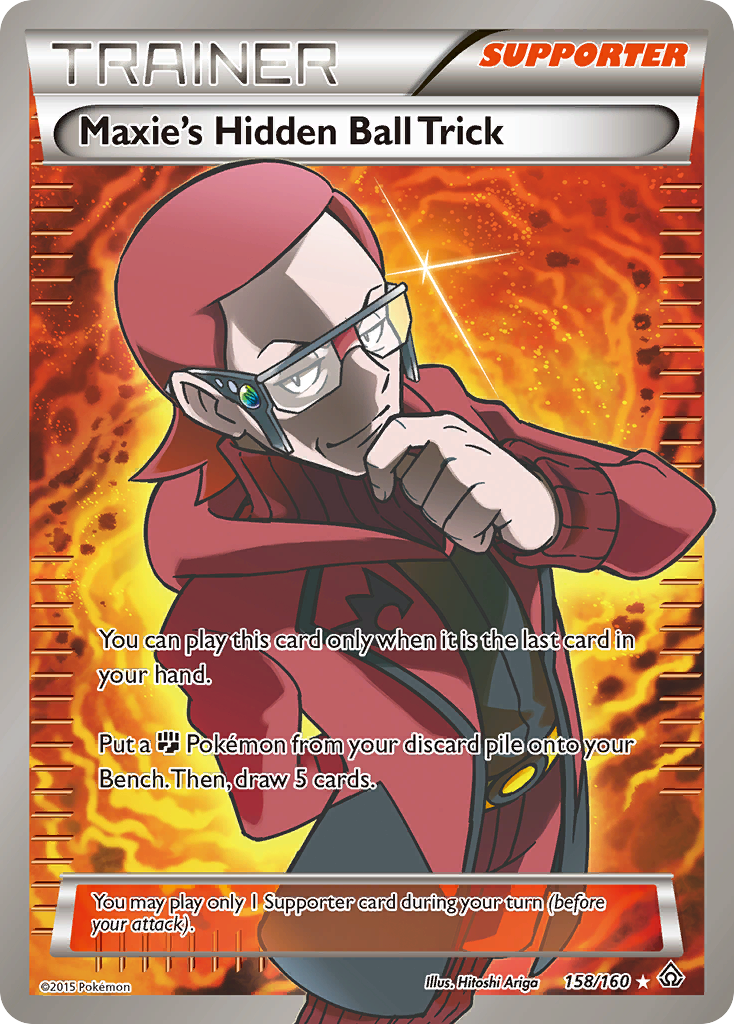 TRAINER
SUPPORTER
Maxie's Hidden Ball Trick
You can play this card only when it is the last card in
your hand.
Put a Pokémon from your discard pile onto your
Bench. Then, draw 5 cards.
You may play only 1 Supporter card during your turn (before
your attack).
©2015 Pokémon
Illus. Hitoshi Ariga
158/160 ★